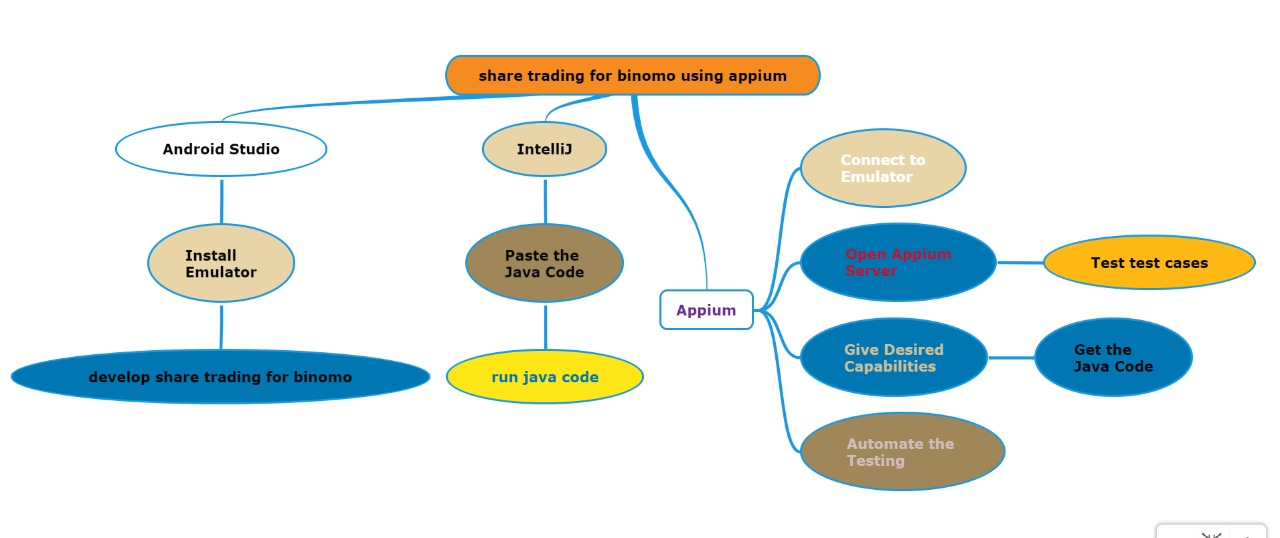 share trading for binomo using appium
Android Studio
IntelliJ
Connect to
Emulator
Install
Emulator
Paste the
Java Code
Open Appium
Server
Test test cases
Appium
develop share trading for binomo
run java code
Give Desired
Capabilities
Get the
Java Code
Automate the
Testing